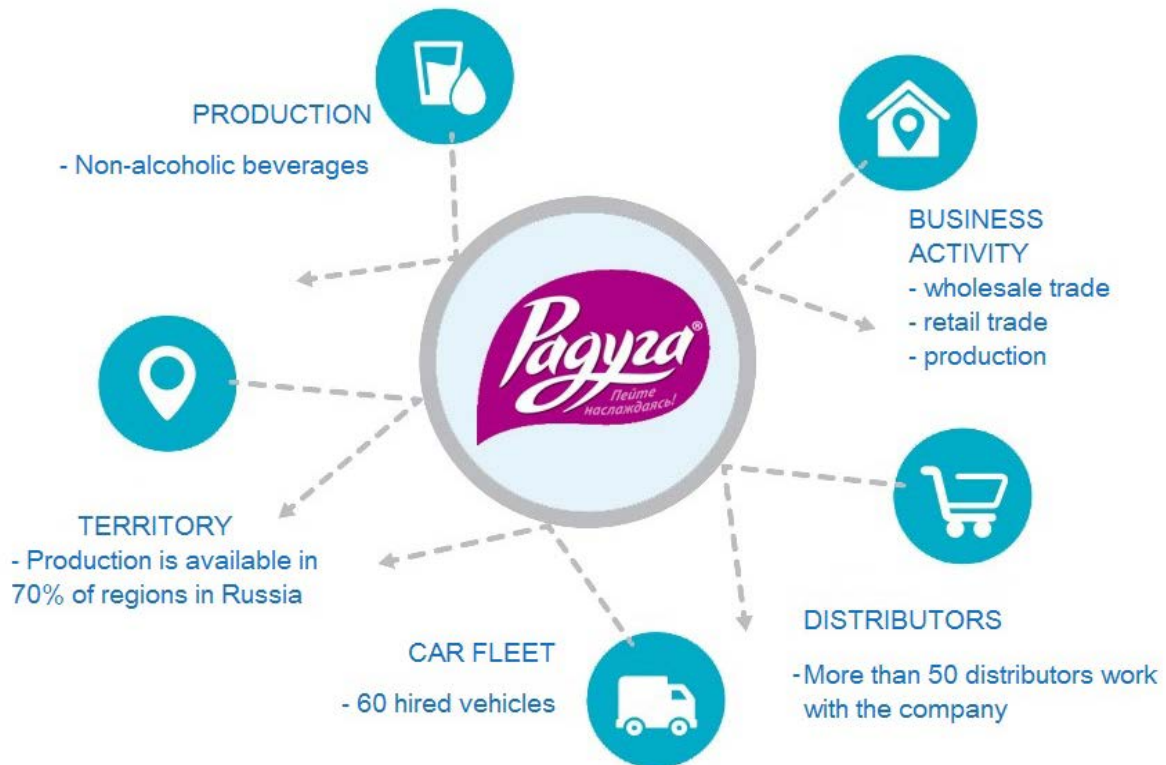 PRODUCTION
- Non-alcoholic beverages
BUSINESS
ACTIVITY
- wholesale trade
- retail trade
- production
Радуга®
Пейте
наслаждаясь!
TERRITORY
- Production is available in
70% of regions in Russia
CAR FLEET
- 60 hired vehicles
DISTRIBUTORS
- More than 50 distributors work
with the company